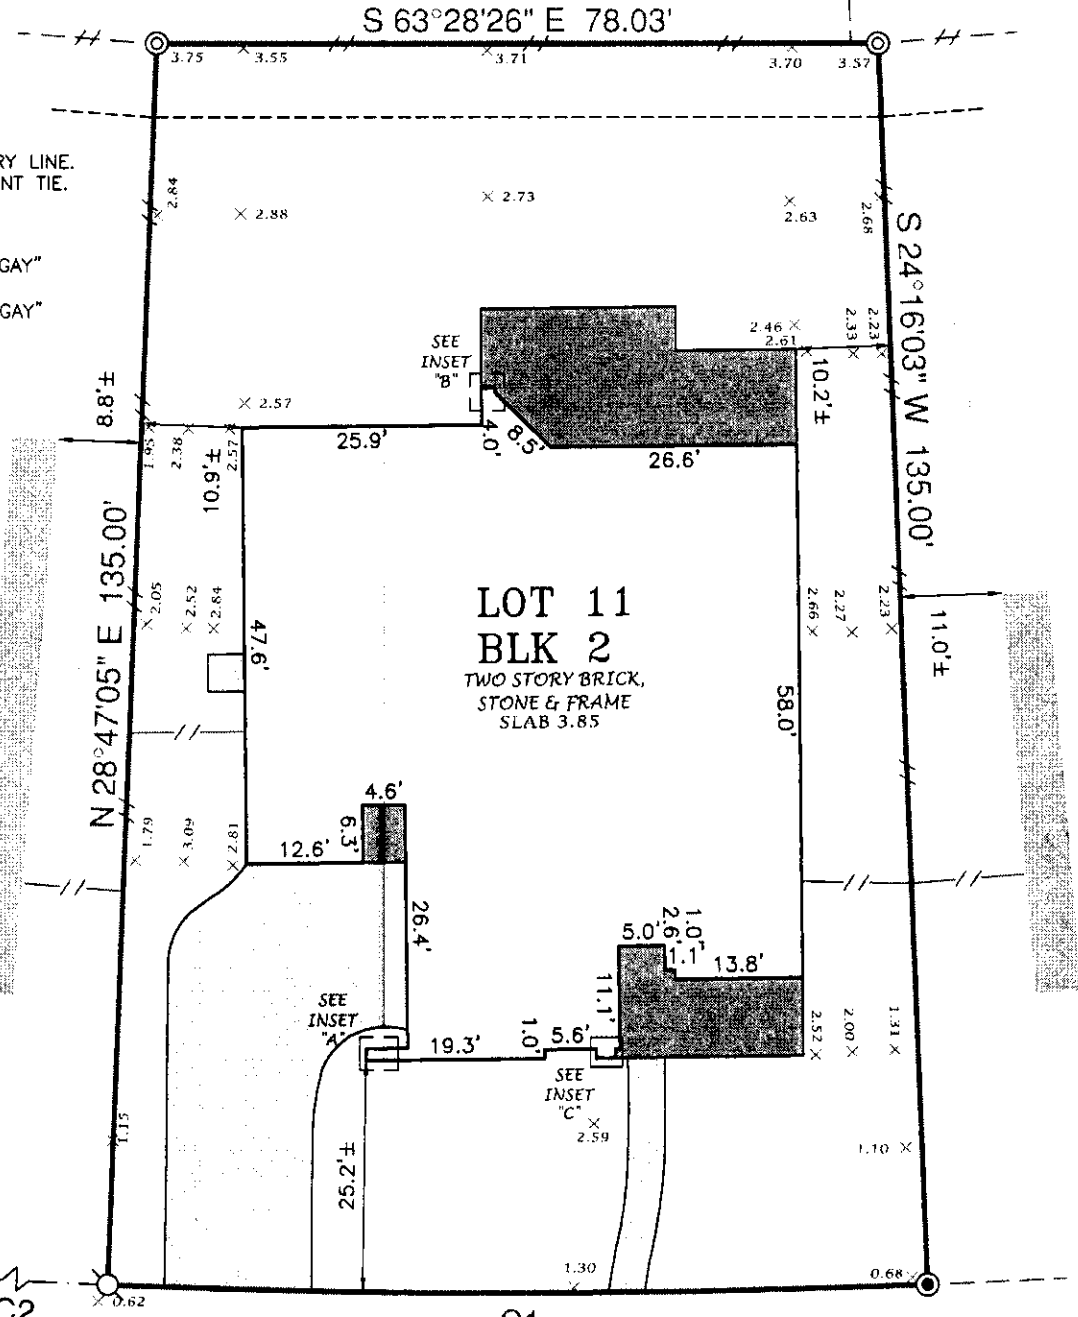 S 63°28'26" E 78.03'
3.75
3.55
3.71
3.70
3.57
RY LINE.
NT TIE.
2.84
2.88
2.73
2.63
2.68
GAY"
GAY"
S 24°16'03" W 135.00'
SEE
INSET
"B"
2.46
2.61
2.33
2.23
10.2'±
8.8'±
2.57
1.95
2.38
2.57
10.9'±
25.9'
4.0'
8.5'
26.6'
N 28°47'05" E 135.00'
2.05
2.52
2.84
47.6'
LOT 11
BLK 2
TWO STORY BRICK,
STONE & FRAME
SLAB 3.85
2.66
2.27
2.23
11.0'±
58.0'
4.6'
6.3'
12.6'
1.79
3.09
2.81
26.4'
5.0'
2.6'
1.0'
1.1'
13.8'
11.1'
SEE
INSET
"A"
19.3'
1.0'
5.6'
SEE
INSET
"C"
2.59
2.52
2.00
1.31
1.15
25.2'±
1.10
1.30
0.68
0.62